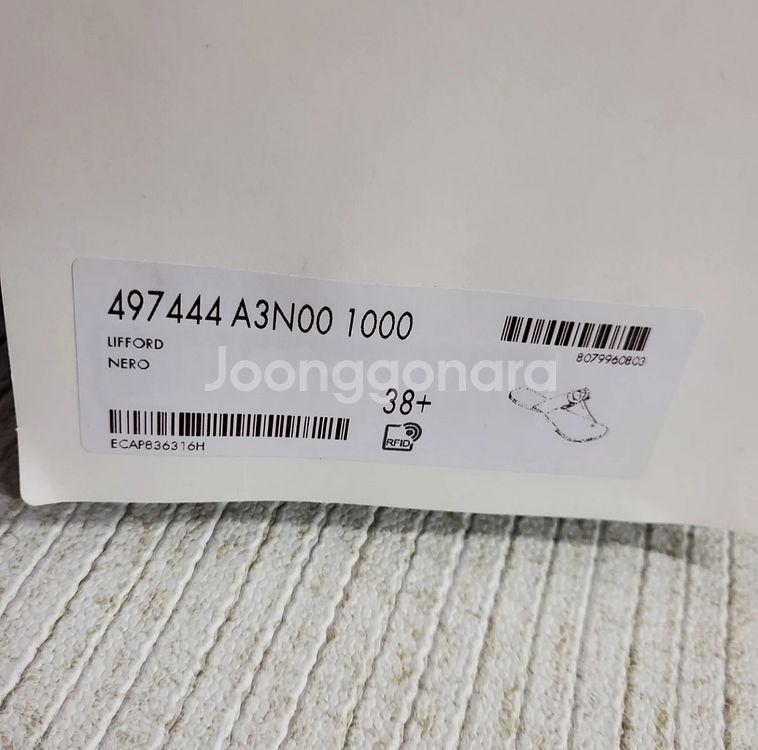 497444 A3N00 1000
LIFFORD
NERO
8079960803
Joonggonara
38+
RFID
ECAP836316H